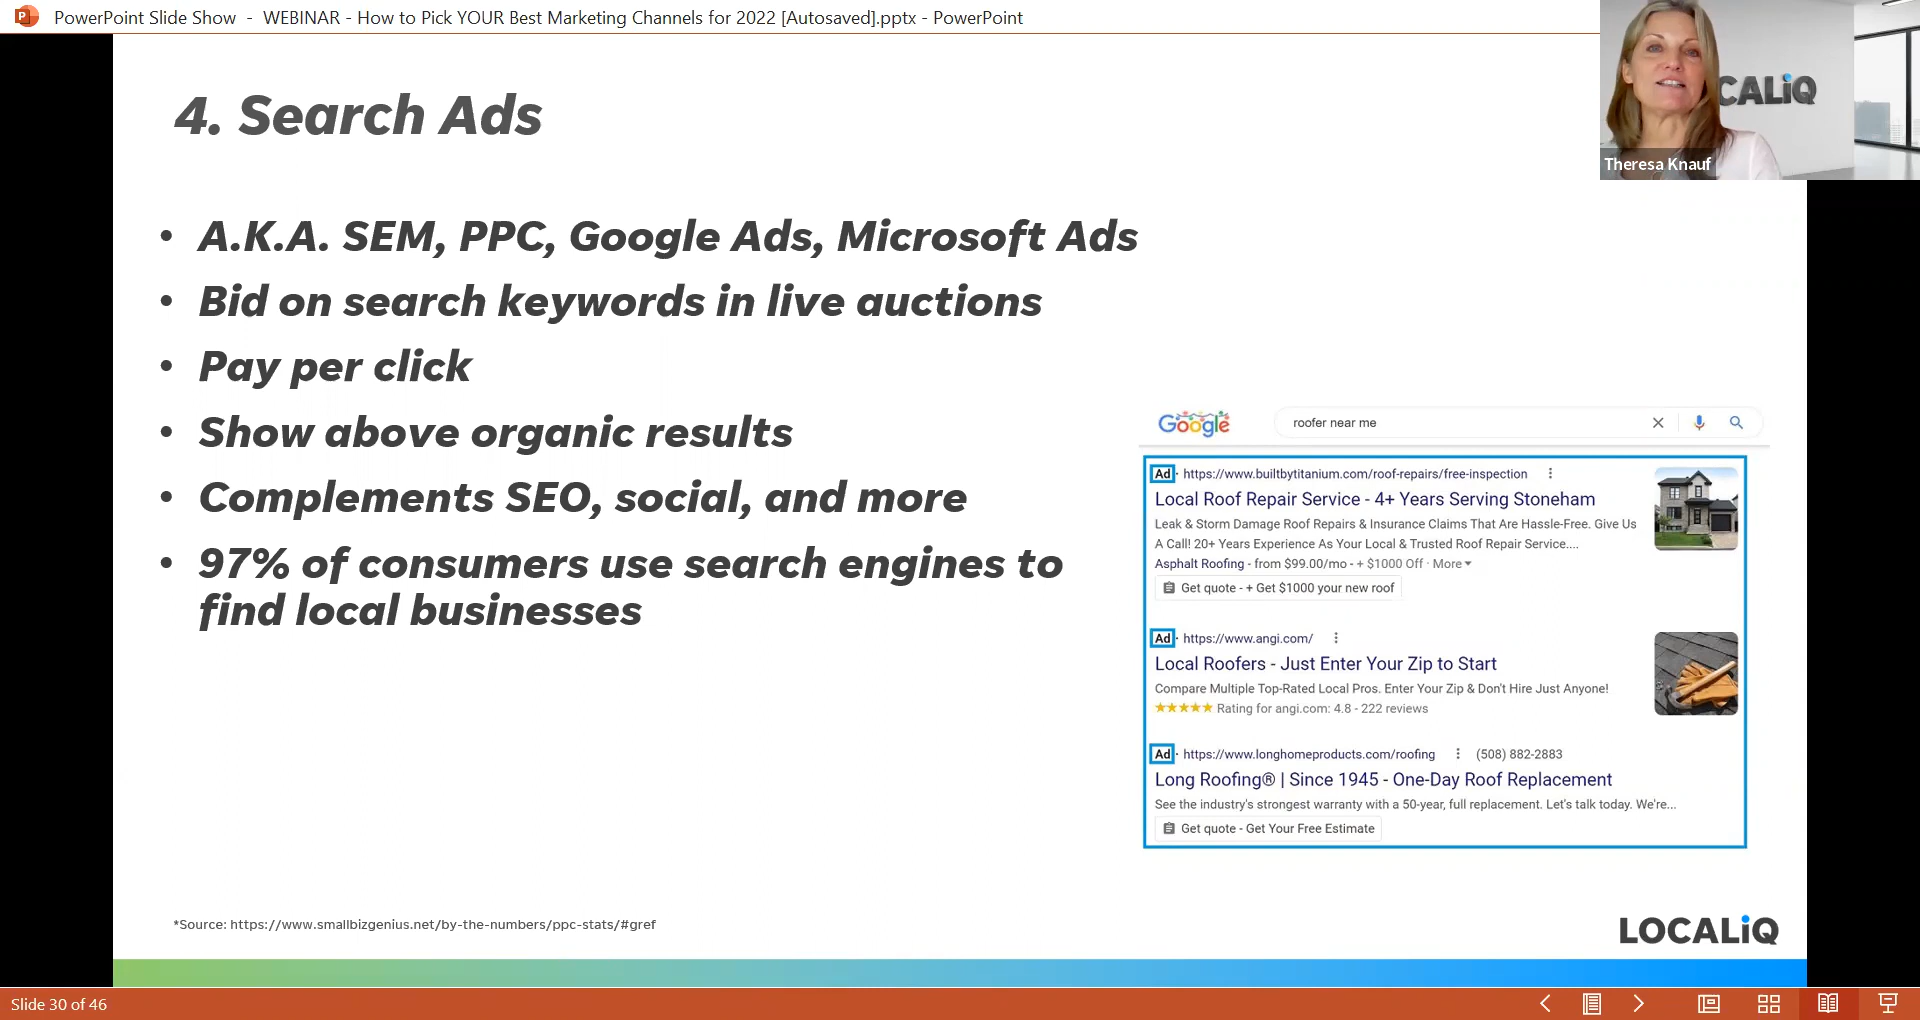 PowerPoint Slide Show - WEBINAR - How to Pick YOUR Best Marketing Channels for 2022 [Autosaved].pptx - PowerPoint
CALiQ
Theresa Knauf
4. Search Ads
• A.K.A. SEM, PPC, Google Ads, Microsoft Ads
• Bid on search keywords in live auctions
• Pay per click
• Show above organic results
• Complements SEO, social, and more
• 97% of consumers use search engines to
find local businesses
Google
roofer near me
Ad · https://www.builtbytitanium.com/roof-repairs/free-inspection
Local Roof Repair Service - 4+ Years Serving Stoneham
Leak & Storm Damage Roof Repairs & Insurance Claims That Are Hassle-Free. Give Us
A Call! 20+ Years Experience As Your Local & Trusted Roof Repair Service....
Asphalt Roofing - from $99.00/mo - + $1000 Off · More
Get quote - + Get $1000 your new roof
Ad · https://www.angi.com/
Local Roofers - Just Enter Your Zip to Start
Compare Multiple Top-Rated Local Pros. Enter Your Zip & Don't Hire Just Anyone!
★★★★★ Rating for angi.com: 4.8 - 222 reviews
Ad · https://www.longhomeproducts.com/roofing (508) 882-2883
Long Roofing® | Since 1945 - One-Day Roof Replacement
See the industry's strongest warranty with a 50-year, full replacement. Let's talk today. We're...
Get quote - Get Your Free Estimate
*Source: https://www.smallbizgenius.net/by-the-numbers/ppc-stats/#gref
LOCALiQ
Slide 30 of 46